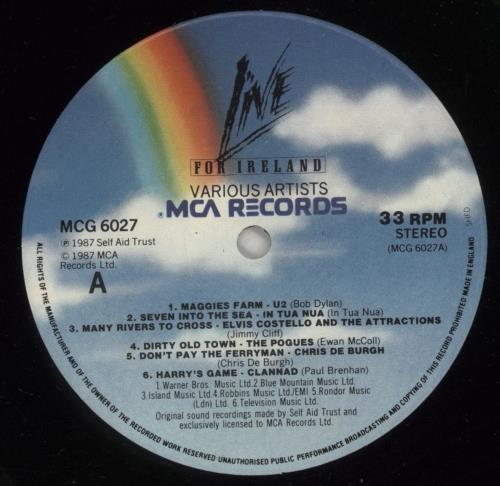 Live
FOR IRELAND
VARIOUS ARTISTS
® MCA RECORDS
MCG 6027
℗ 1987 Self Aid Trust
© 1987 MCA
Records Ltd.
A
33 RPM
STEREO
(MCG 6027A)
1. MAGGIES FARM - U2 (Bob Dylan)
2. SEVEN INTO THE SEA - IN TUA NUA (In Tua Nua)
3. MANY RIVERS TO CROSS - ELVIS COSTELLO AND THE ATTRACTIONS
(Jimmy Cliff)
4. DIRTY OLD TOWN - THE POGUES (Ewan McColl)
5. DON'T PAY THE FERRYMAN - CHRIS DE BURGH
(Chris De Burgh)
6. HARRY'S GAME - CLANNAD (Paul Brenhan)
1.Warner Bros. Music Ltd.2.Blue Mountain Music Ltd.
3.Island Music Ltd.4.Robbins Music Ltd./EMI 5.Rondor Music
(Ldn) Ltd. 6.Television Music Ltd.
Original sound recordings made by Self Aid Trust and
exclusively licensed to MCA Records Ltd.
ALL RIGHTS OF THE MANUFACTURER AND OF THE OWNER OF THE RECORDED WORK RESERVED·UNAUTHORISED PUBLIC PERFORMANCE BROADCASTING AND COPYING OF THIS RECORD PROHIBITED MADE IN ENGLAND